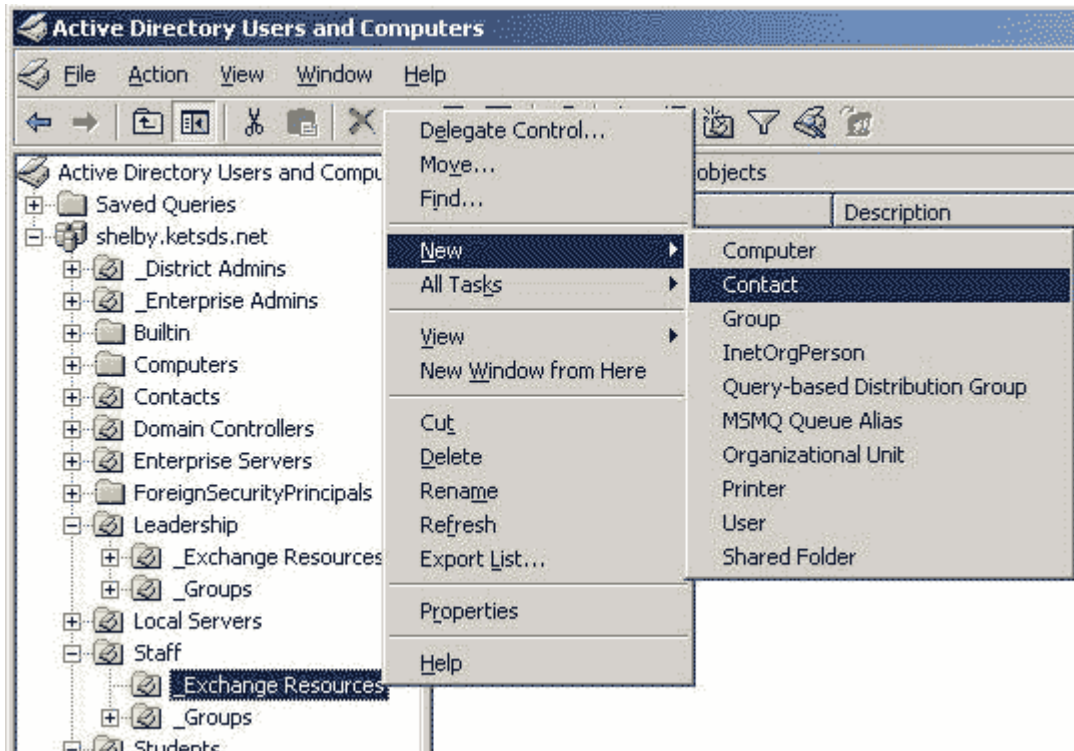 Active Directory Users and Computers
File Action View Window Help
Active Directory Users and Compu
Saved Queries
shelby.ketsds.net
_District Admins
_Enterprise Admins
Builtin
Computers
Contacts
Domain Controllers
Enterprise Servers
ForeignSecurityPrincipals
Leadership
_Exchange Resources
_Groups
Local Servers
Staff
_Exchange Resources
_Groups
Students
Delegate Control...
Move...
Find...
New
All Tasks
View
New Window from Here
Cut
Delete
Rename
Refresh
Export List...
Properties
Help
objects
Description
Computer
Contact
Group
InetOrgPerson
Query-based Distribution Group
MSMQ Queue Alias
Organizational Unit
Printer
User
Shared Folder